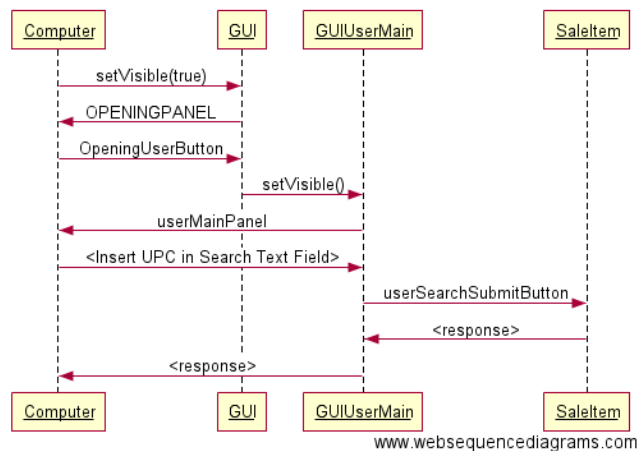 Computer GUI GUIUserMain SaleItem
setVisible(true)
OPENINGPANEL
OpeningUserButton
setVisible()
userMainPanel
<Insert UPC in Search Text Field>
userSearchSubmitButton
<response>
<response>
Computer GUI GUIUserMain SaleItem
www.websequencediagrams.com